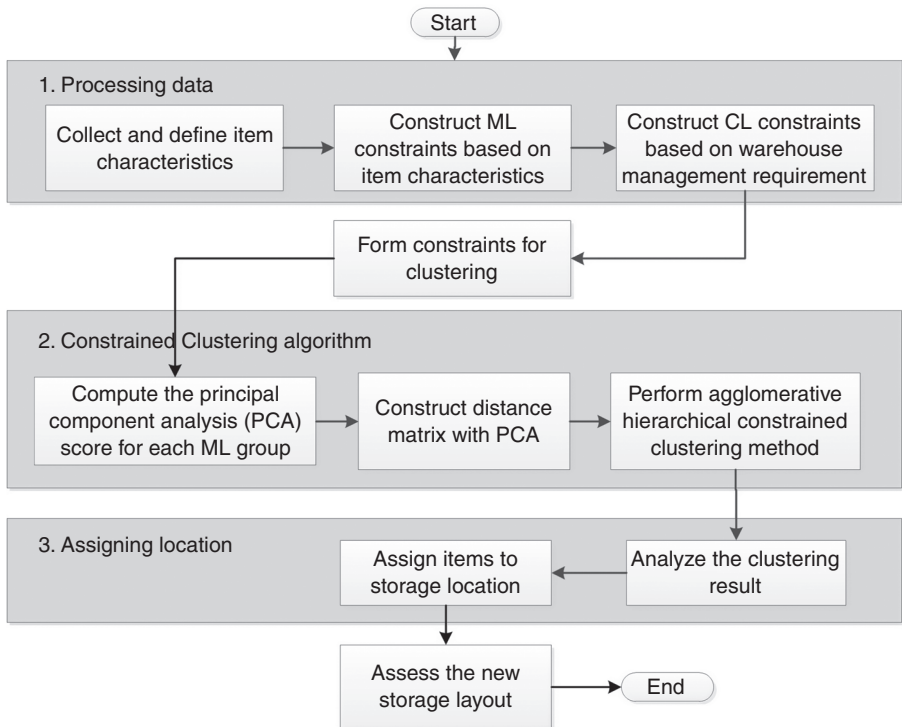 Start
1. Processing data
Collect and define item
characteristics
Construct ML
constraints based on
item characteristics
Construct CL constraints
based on warehouse
management requirement
Form constraints for
clustering
2. Constrained Clustering algorithm
Compute the principal
component analysis (PCA)
score for each ML group
Construct distance
matrix with PCA
Perform agglomerative
hierarchical constrained
clustering method
3. Assigning location
Analyze the clustering
result
Assign items to
storage location
Assess the new
storage layout
End